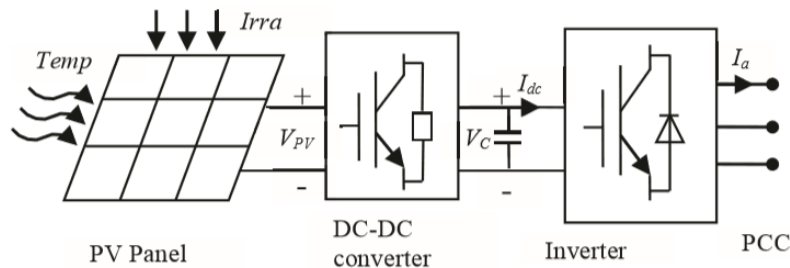 Irra
Temp
+
V_PV
-
+
I_dc
V_C
-
I_a
PV Panel
DC-DC
converter
Inverter
PCC